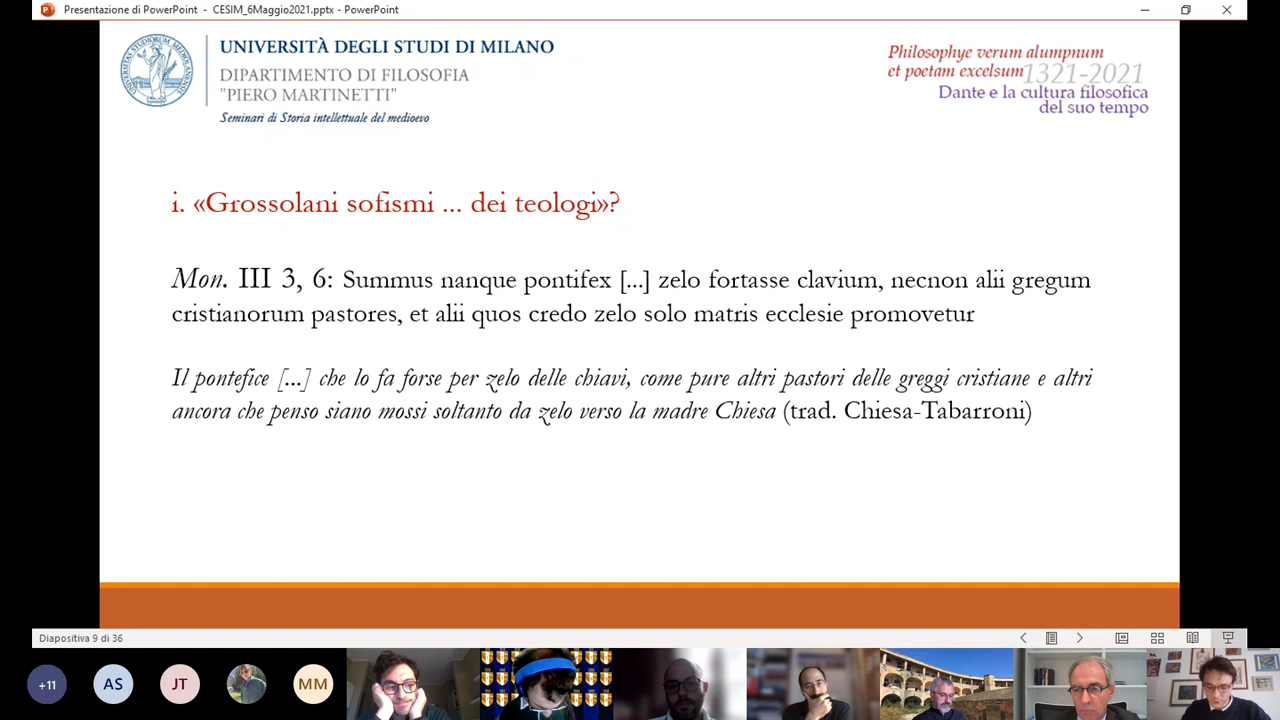 Presentazione di PowerPoint - CESIM_6Maggio2021.pptx - PowerPoint
UNIVERSITÀ DEGLI STUDI DI MILANO
DIPARTIMENTO DI FILOSOFIA
"PIERO MARTINETTI"
Seminari di Storia intellettuale del medioevo
Philosophye verum alumpnum
et poetam excelsum 1321-2021
Dante e la cultura filosofica
del suo tempo
i. «Grossolani sofismi ... dei teologi»?
Mon. III 3, 6: Summus nanque pontifex [...] zelo fortasse clavium, necnon alii gregum
cristianorum pastores, et alii quos credo zelo solo matris ecclesie promovetur
Il pontefice [...] che lo fa forse per zelo delle chiavi, come pure altri pastori delle greggi cristiane e altri
ancora che penso siano mossi soltanto da zelo verso la madre Chiesa (trad. Chiesa-Tabarroni)
Diapositiva 9 di 36
+11
AS
JT
MM